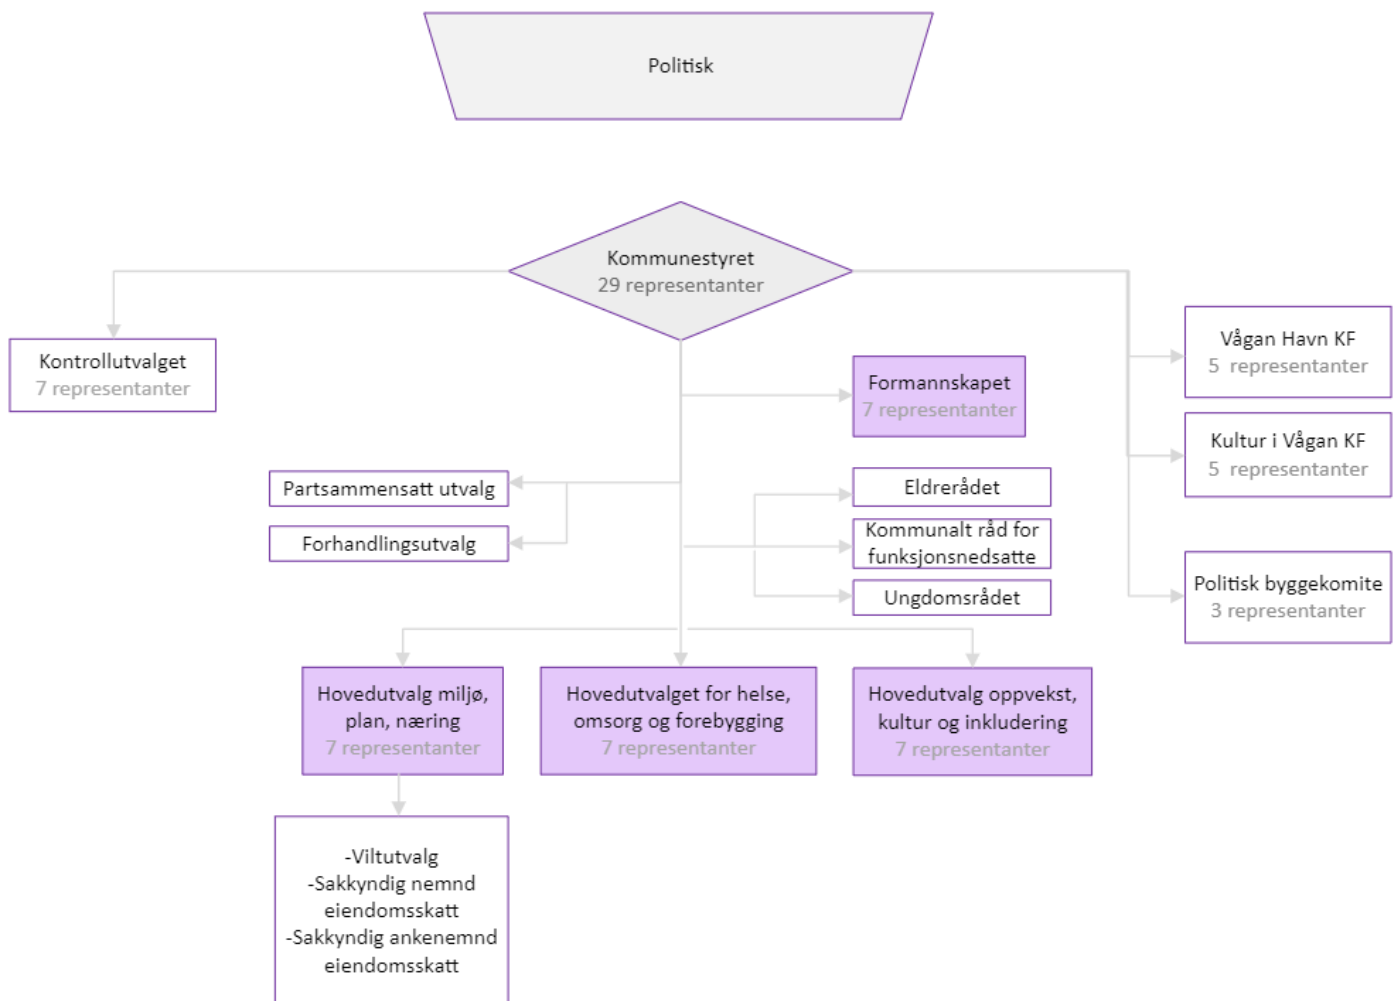 Politisk
Kommunestyret
29 representanter
Kontrollutvalget
7 representanter
Formannskapet
7 representanter
Vågan Havn KF
5 representanter
Kultur i Vågan KF
5 representanter
Politisk byggekomite
3 representanter
Partsammensatt utvalg
Forhandlingsutvalg
Eldrerådet
Kommunalt råd for
funksjonsnedsatte
Ungdomsrådet
Hovedutvalg miljø,
plan, næring
7 representanter
Hovedutvalget for helse,
omsorg og forebygging
7 representanter
Hovedutvalg oppvekst,
kultur og inkludering
7 representanter
-Viltutvalg
-Sakkyndig nemnd
eiendomsskatt
-Sakkyndig ankenemnd
eiendomsskatt